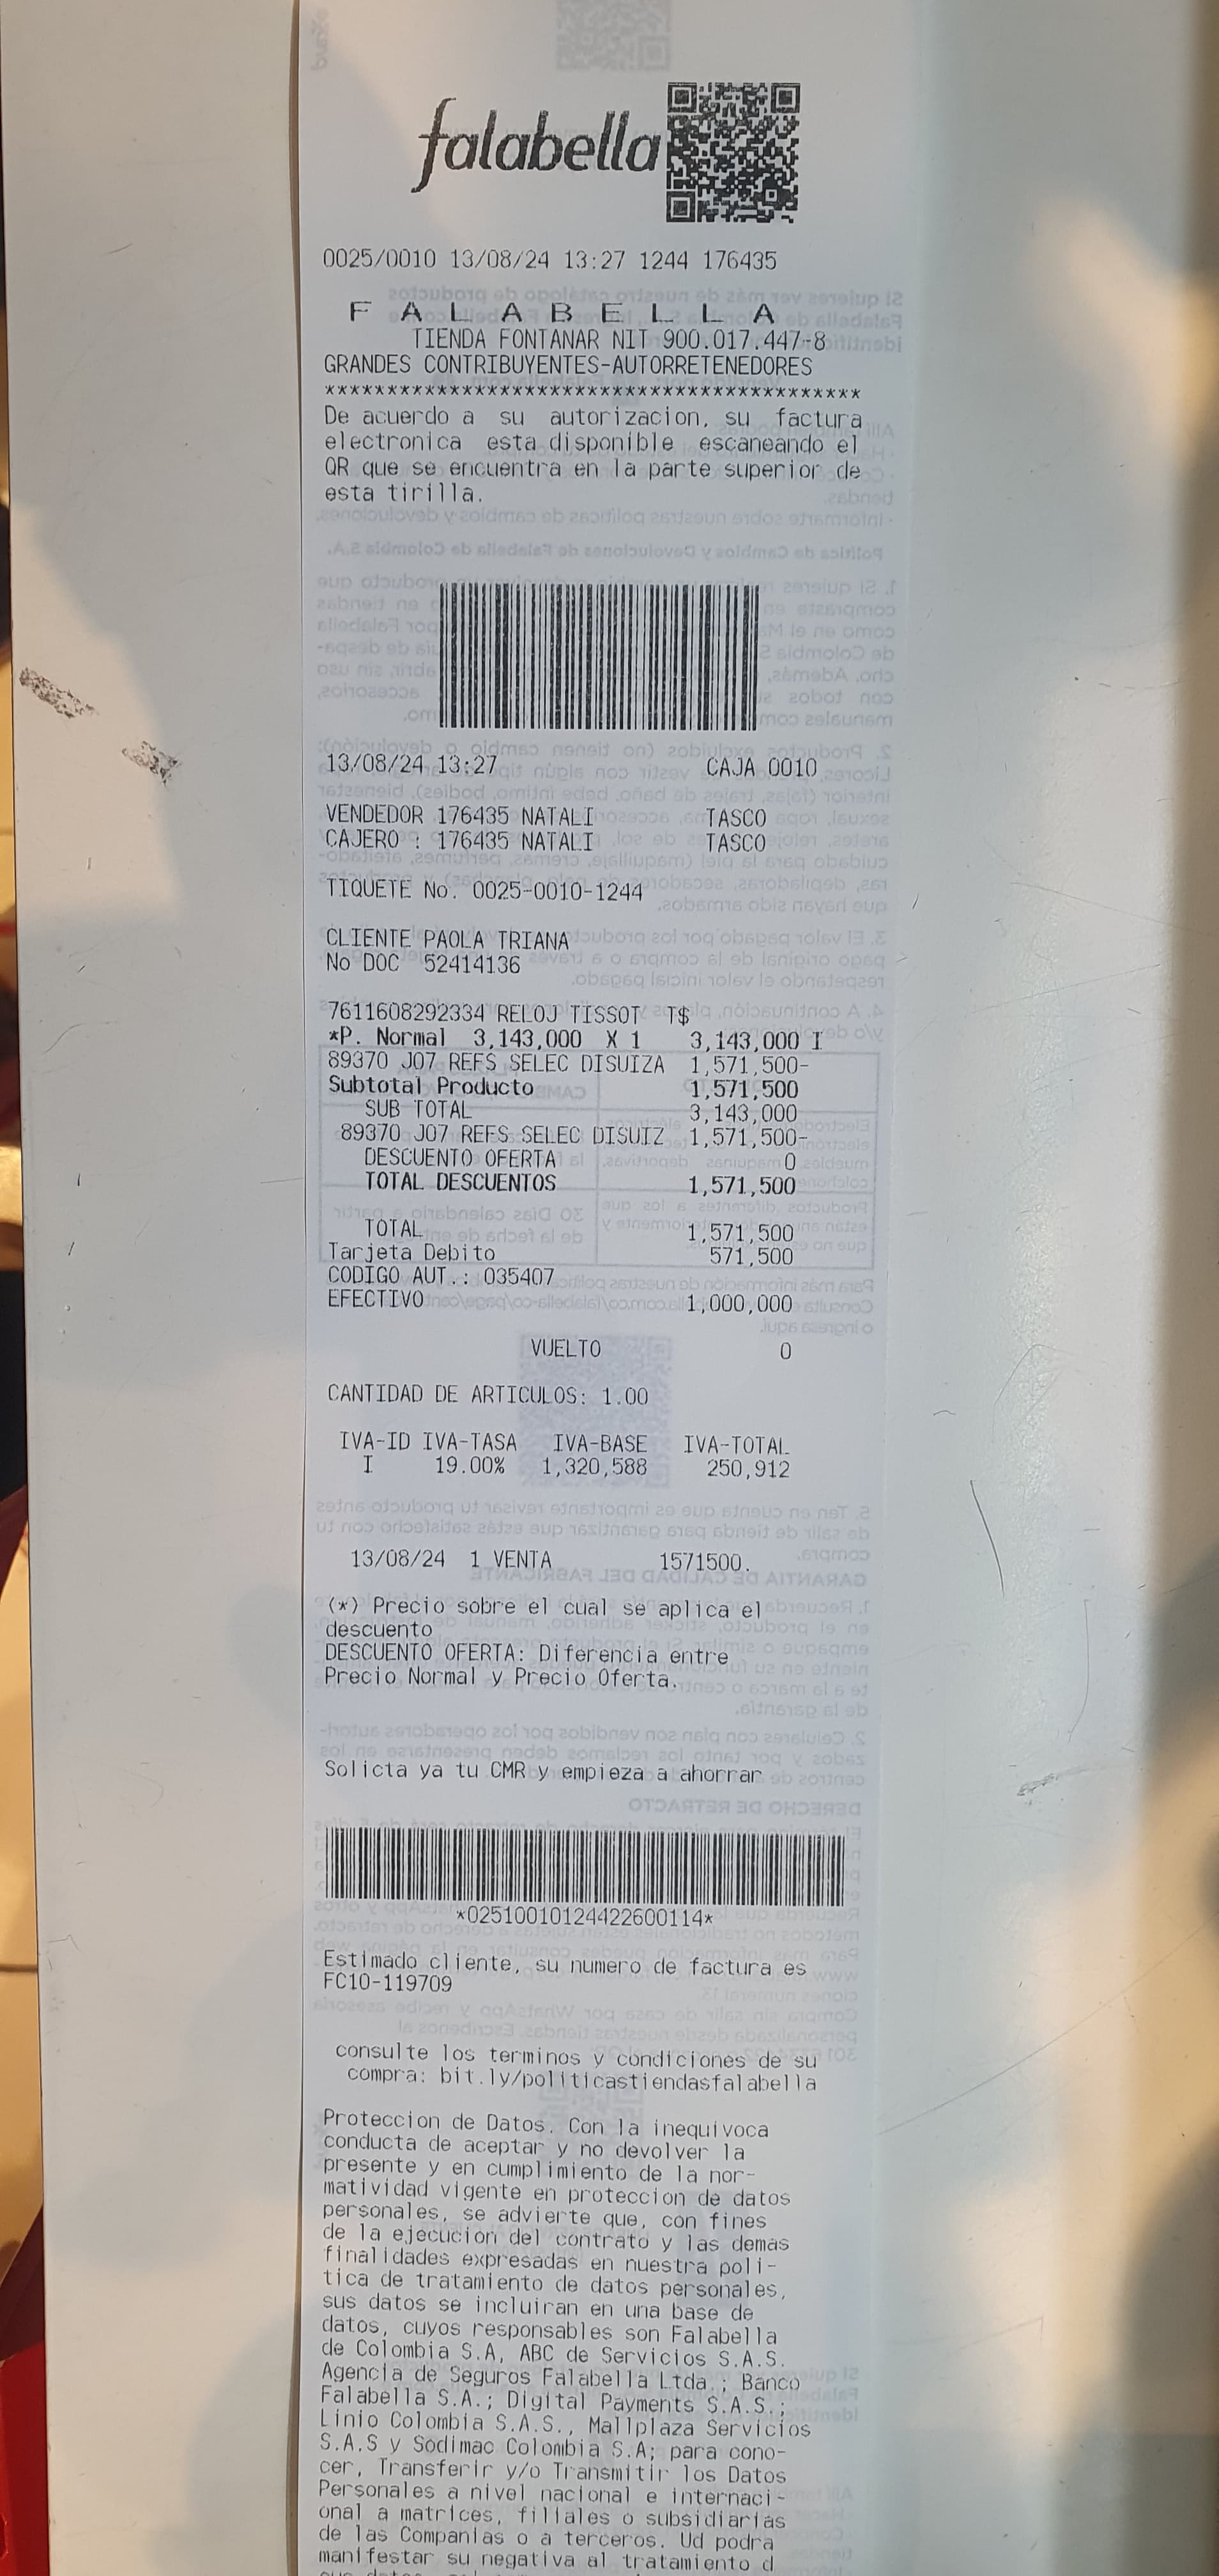 falabella
0025/0010 13/08/24 13:27 1244 176435
F A L A B E L L A
TIENDA FONTANAR NIT 900.017.447-8
GRANDES CONTRIBUYENTES-AUTORRETENEDORES
******************************************
De acuerdo a su autorizacion, su factura
electronica esta disponible escaneando el
QR que se encuentra en la parte superior de
esta tirilla.
13/08/24 13:27 CAJA 0010
VENDEDOR 176435 NATALI TASCO
CAJERO : 176435 NATALI TASCO
TIQUETE No. 0025-0010-1244
CLIENTE PAOLA TRIANA
No DOC 52414136
7611608292334 RELOJ TISSOT T$
*P. Normal 3,143,000 X 1 3,143,000 I
89370 J07 REFS SELEC DISUIZA 1,571,500-
Subtotal Producto 1,571,500
SUB TOTAL 3,143,000
89370 J07 REFS SELEC DISUIZ 1,571,500-
DESCUENTO OFERTA 0
TOTAL DESCUENTOS 1,571,500
TOTAL 1,571,500
Tarjeta Debito 571,500
CODIGO AUT.: 035407
EFECTIVO 1,000,000
VUELTO 0
CANTIDAD DE ARTICULOS: 1.00
IVA-ID IVA-TASA IVA-BASE IVA-TOTAL
I 19.00% 1,320,588 250,912
13/08/24 1 VENTA 1571500.
(*) Precio sobre el cual se aplica el
descuento
DESCUENTO OFERTA: Diferencia entre
Precio Normal y Precio Oferta.
Solicta ya tu CMR y empieza a ahorrar
*02510010124422600114*
Estimado cliente, su numero de factura es
FC10-119709
consulte los terminos y condiciones de su
compra: bit.ly/politicastiendasfalabella
Proteccion de Datos. Con la inequivoca
conducta de aceptar y no devolver la
presente y en cumplimiento de la nor-
matividad vigente en proteccion de datos
personales, se advierte que, con fines
de la ejecucion del contrato y las demas
finalidades expresadas en nuestra poli-
tica de tratamiento de datos personales,
sus datos se incluiran en una base de
datos, cuyos responsables son Falabella
de Colombia S.A, ABC de Servicios S.A.S.
Agencia de Seguros Falabella Ltda.; Banco
Falabella S.A.; Digital Payments S.A.S.;
Linio Colombia S.A.S., Mallplaza Servicios
S.A.S y Sodimac Colombia S.A; para cono-
cer, Transferir y/o Transmitir los Datos
Personales a nivel nacional e internaci-
onal a matrices, filiales o subsidiarias
de las Companias o a terceros. Ud podra
manifestar su negativa al tratamiento d